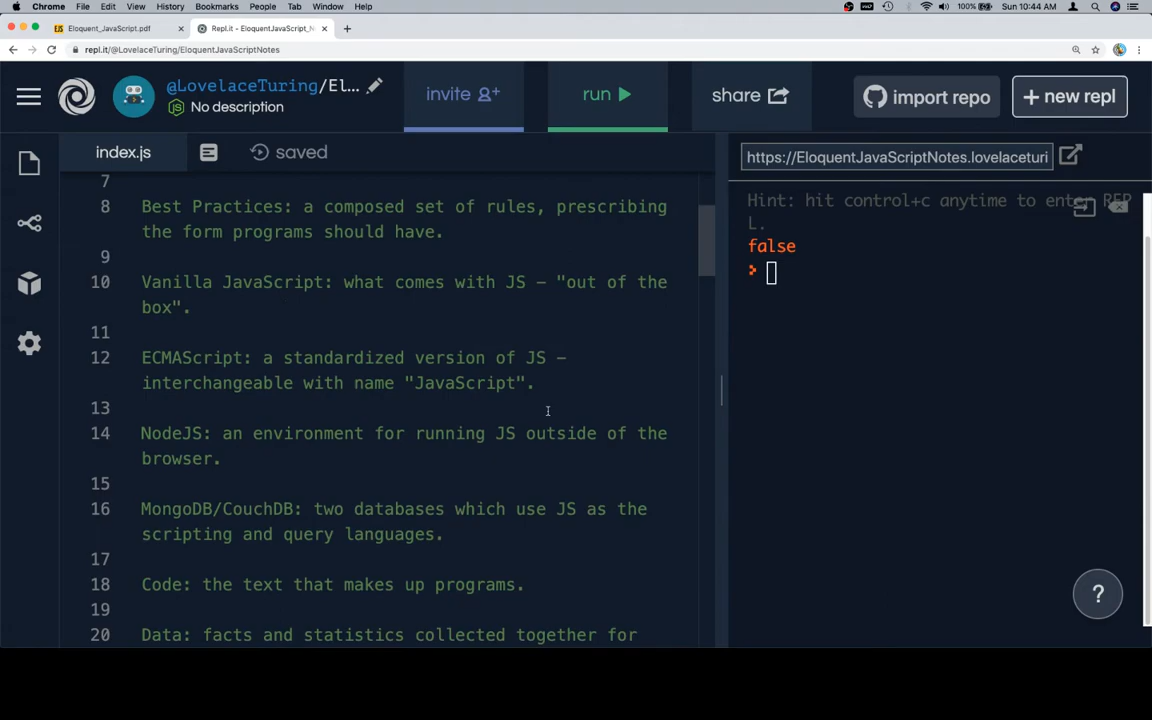 Chrome File Edit View History Bookmarks People Tab Window Help 100% Sun 10:44 AM
Eloquent_JavaScript.pdf × Repl.it - EloquentJavaScript_N × +
repl.it/@LovelaceTuring/EloquentJavaScriptNotes
@LovelaceTuring/Elo...
No description
invite
run
share
import repo
+ new repl
index.js
saved
https://EloquentJavaScriptNotes.lovelaceturi
7
8 Best Practices: a composed set of rules, prescribing
the form programs should have.
9
10 Vanilla JavaScript: what comes with JS - "out of the
box".
11
12 ECMAScript: a standardized version of JS -
interchangeable with name "JavaScript".
13
14 NodeJS: an environment for running JS outside of the
browser.
15
16 MongoDB/CouchDB: two databases which use JS as the
scripting and query languages.
17
18 Code: the text that makes up programs.
19
20 Data: facts and statistics collected together for
Hint: hit control+c anytime to enter REP
L.
false
>
?